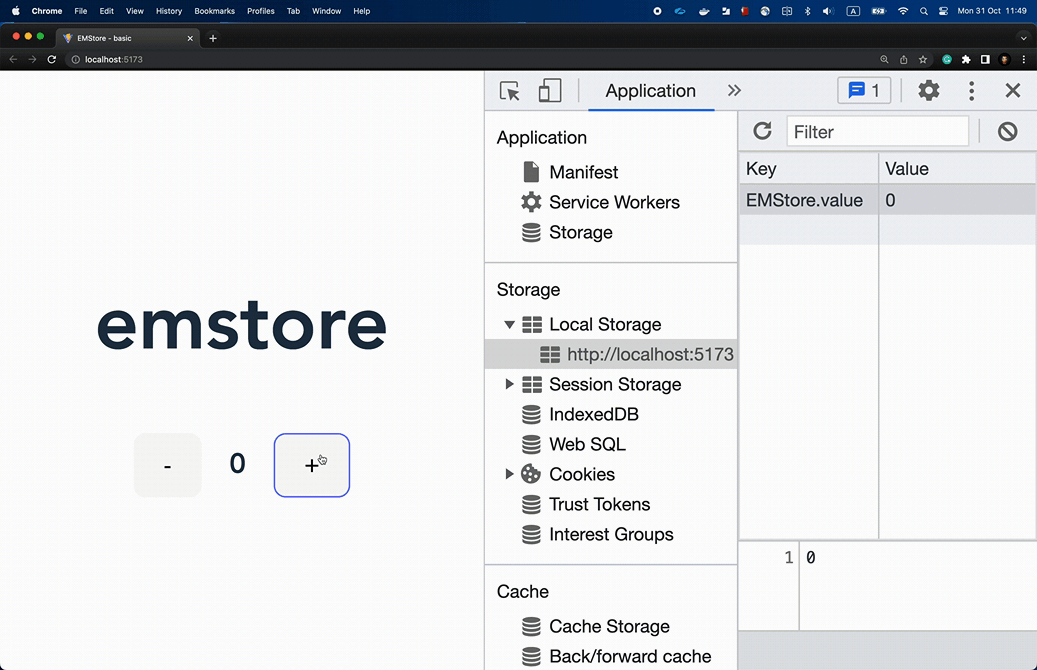 Chrome File Edit View History Bookmarks Profiles Tab Window Help
A Mon 31 Oct 11:49
EMStore - basic
localhost:5173
Application
1
Application
Manifest
Service Workers
Storage
Storage
Local Storage
http://localhost:5173
Session Storage
IndexedDB
Web SQL
Cookies
Trust Tokens
Interest Groups
Cache
Cache Storage
Back/forward cache
Filter
Key Value
EMStore.value 0
1 0
emstore
- 0 +